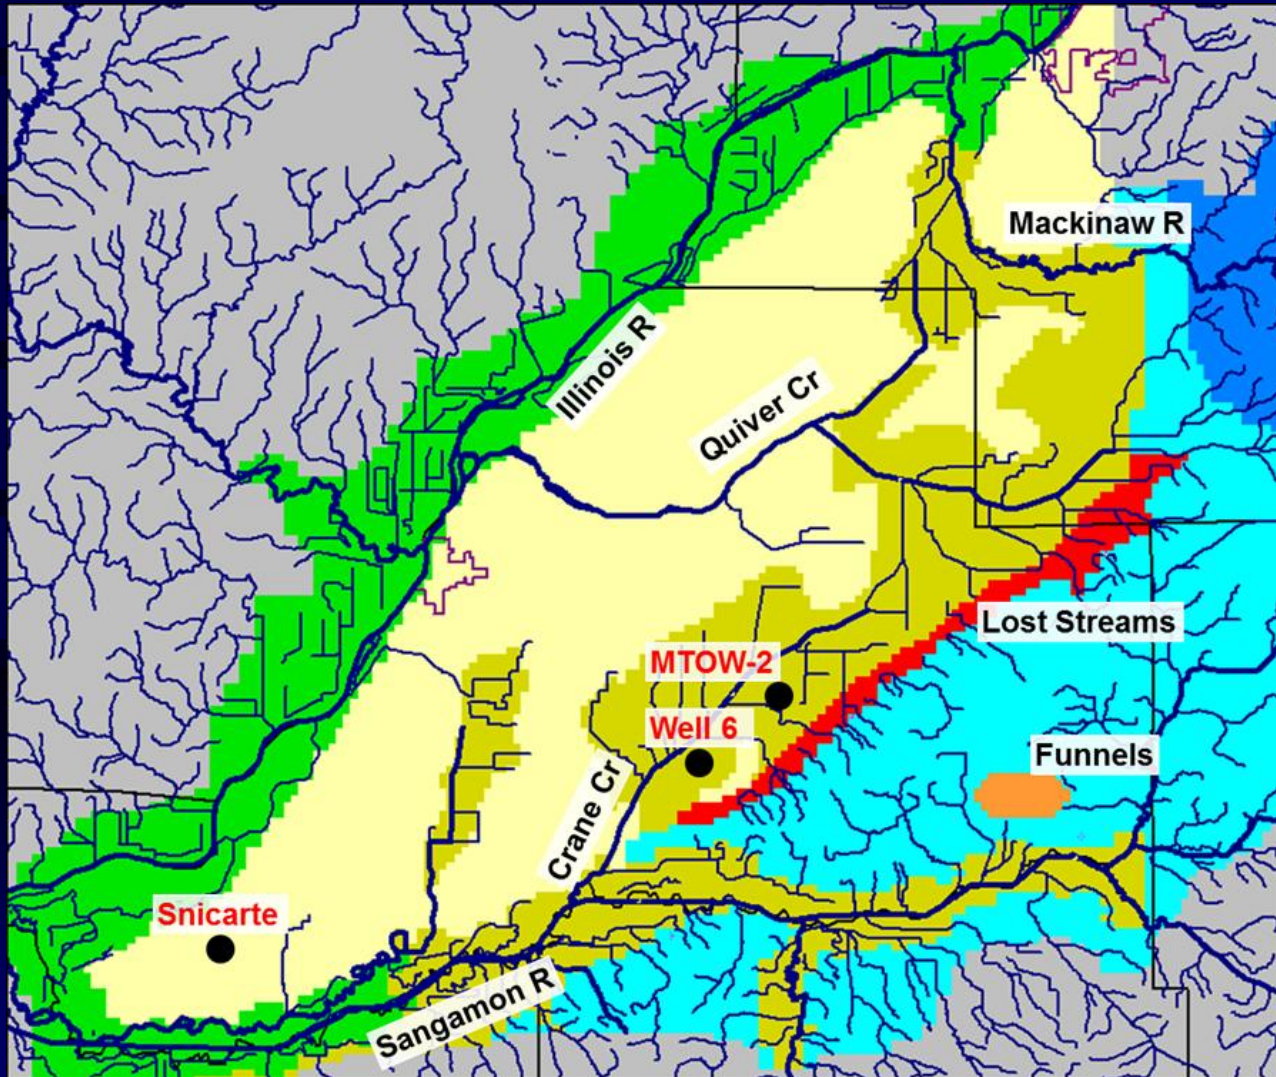 Mackinaw R
Illinois R
Quiver Cr
Lost Streams
MTOW-2
Well 6
Funnels
Crane Cr
Snicarte
Sangamon R